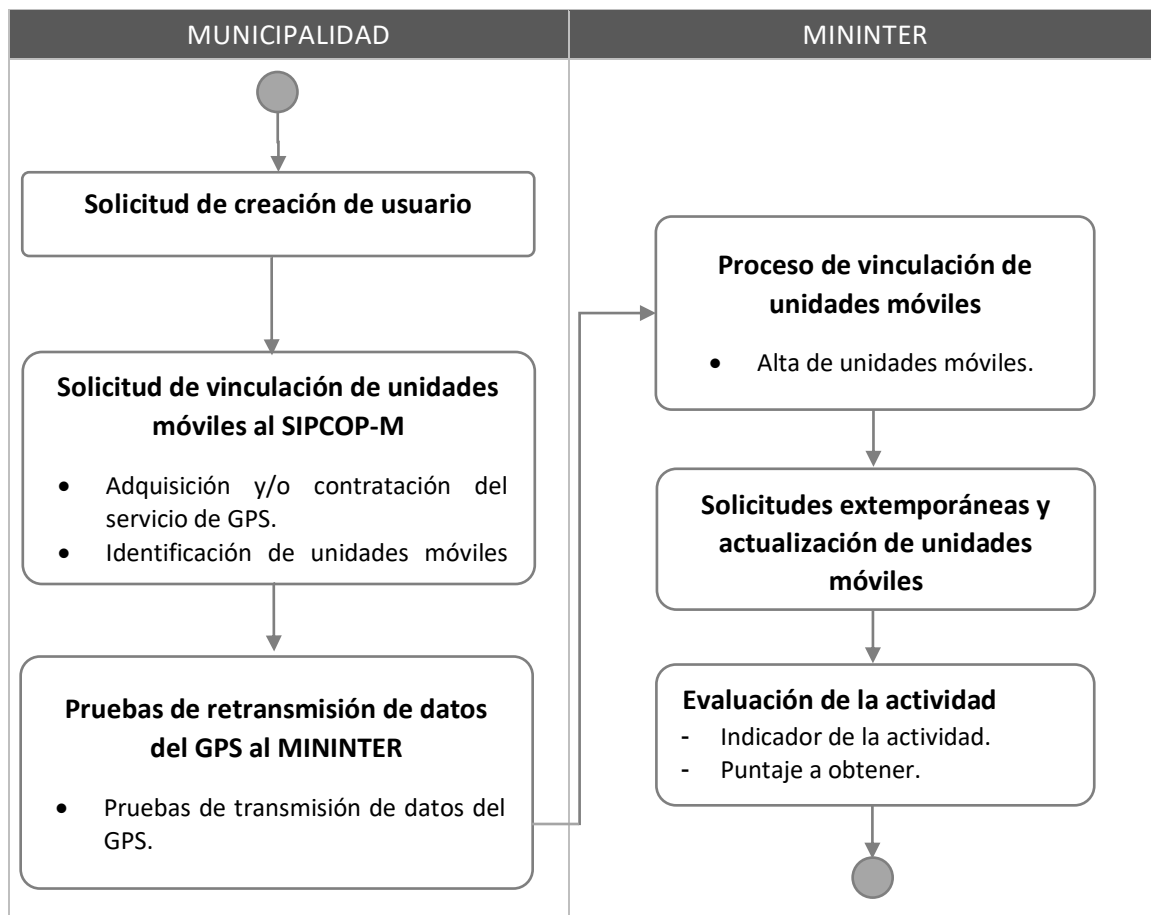 MUNICIPALIDAD
MININTER
Solicitud de creación de usuario
Solicitud de vinculación de unidades
móviles al SIPCOP-M
• Adquisición y/o contratación del
servicio de GPS.
• Identificación de unidades móviles
Pruebas de retransmisión de datos
del GPS al MININTER
• Pruebas de transmisión de datos del
GPS.
Proceso de vinculación de
unidades móviles
• Alta de unidades móviles.
Solicitudes extemporáneas y
actualización de unidades
móviles
Evaluación de la actividad
- Indicador de la actividad.
- Puntaje a obtener.